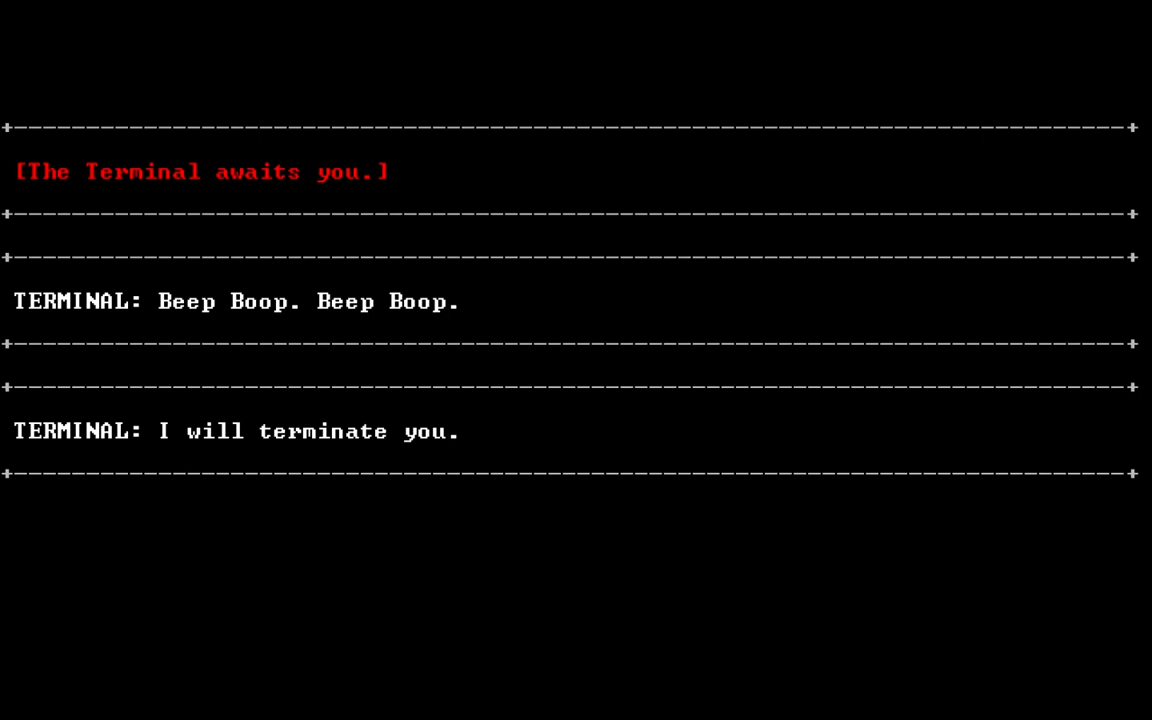 [The Terminal awaits you.]
TERMINAL: Beep Boop. Beep Boop.
TERMINAL: I will terminate you.